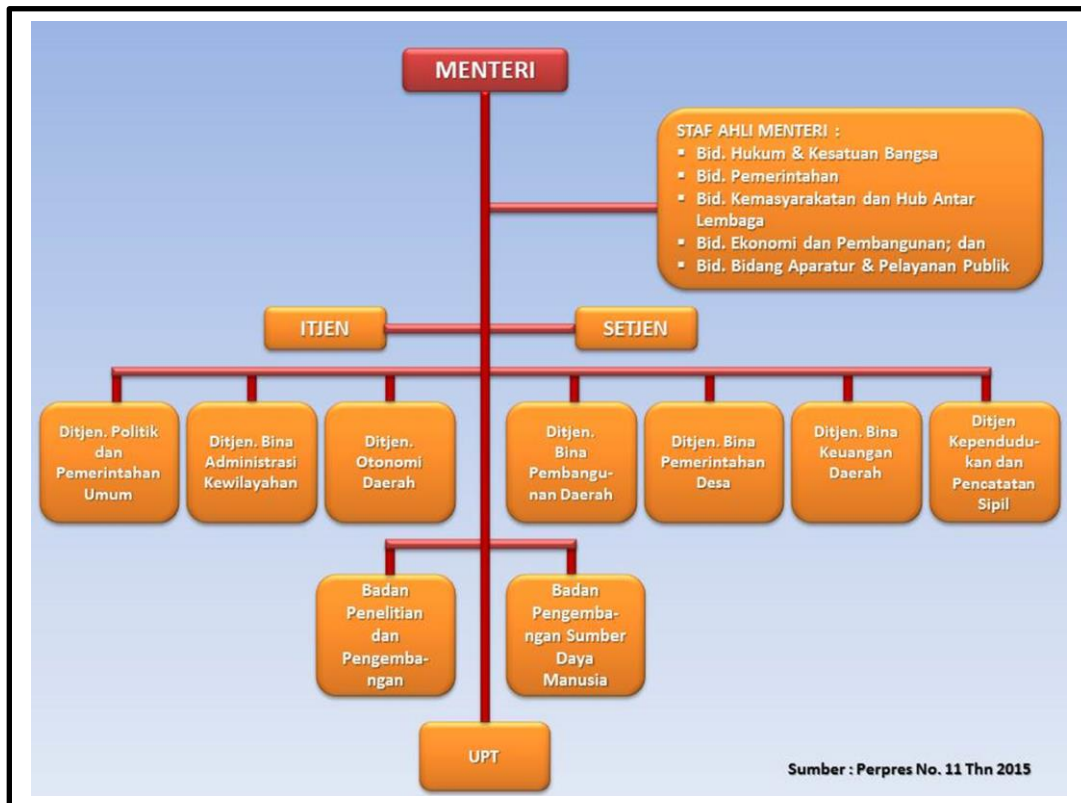 MENTERI
STAF AHLI MENTERI :
▪ Bid. Hukum & Kesatuan Bangsa
▪ Bid. Pemerintahan
▪ Bid. Kemasyarakatan dan Hub Antar
Lembaga
▪ Bid. Ekonomi dan Pembangunan; dan
▪ Bid. Bidang Aparatur & Pelayanan Publik
ITJEN
SETJEN
Ditjen. Politik
dan
Pemerintahan
Umum
Ditjen. Bina
Administrasi
Kewilayahan
Ditjen.
Otonomi
Daerah
Ditjen.
Bina
Pembangu-
nan Daerah
Ditjen. Bina
Pemerintahan
Desa
Ditjen. Bina
Keuangan
Daerah
Ditjen
Kependudu-
kan dan
Pencatatan
Sipil
Badan
Penelitian
dan
Pengemba-
ngan
Badan
Pengemba-
ngan Sumber
Daya
Manusia
UPT
Sumber : Perpres No. 11 Thn 2015